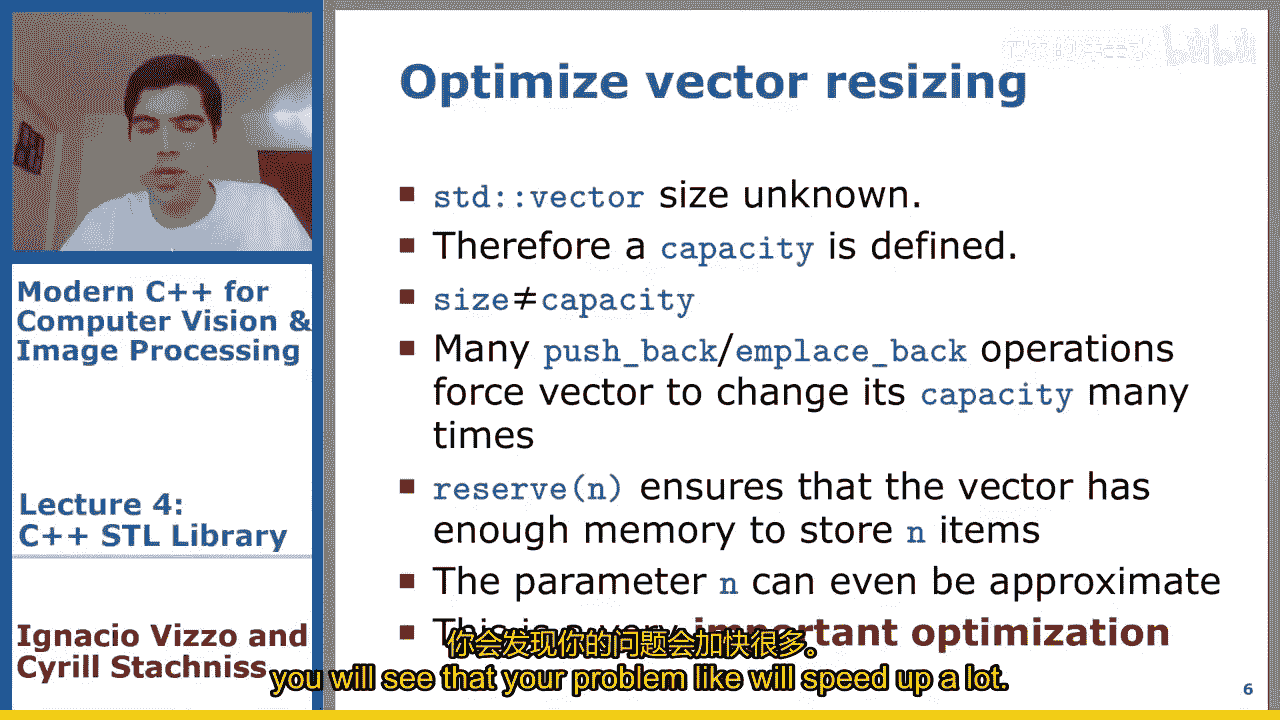 Optimize vector resizing
std::vector size unknown.
Therefore a capacity is defined.
size≠capacity
Many push_back/emplace_back operations
force vector to change its capacity many
times
reserve(n) ensures that the vector has
enough memory to store n items
The parameter n can even be approximate
This is a very important optimization
Modern C++ for
Computer Vision &
Image Processing
Lecture 4:
C++ STL Library
Ignacio Vizzo and
Cyrill Stachniss
你会发现你的问题会加快很多。
you will see that your problem like will speed up a lot.
6